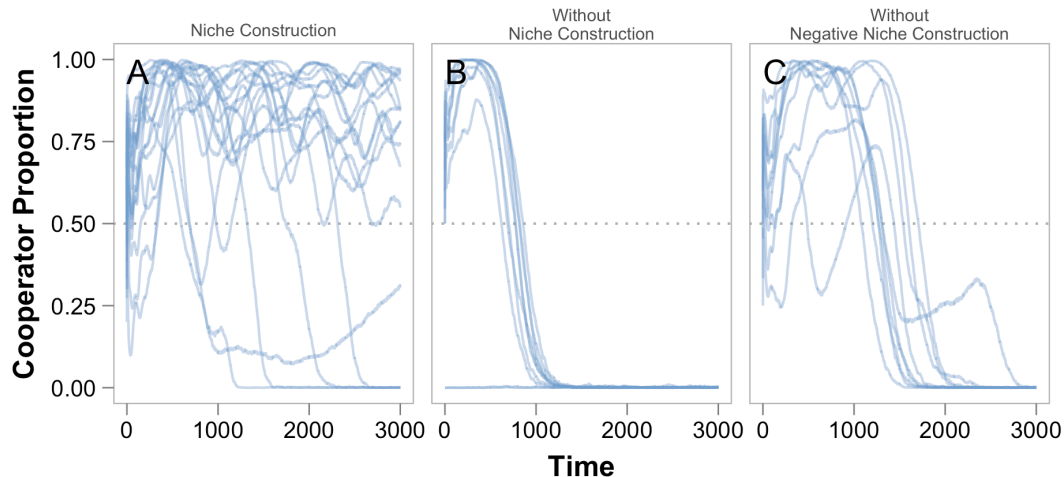 Niche Construction
Without
Niche Construction
Without
Negative Niche Construction
Cooperator Proportion
1.00
0.75
0.50
0.25
0.00
A
B
C
0 1000 2000 3000
0 1000 2000 3000
0 1000 2000 3000
Time